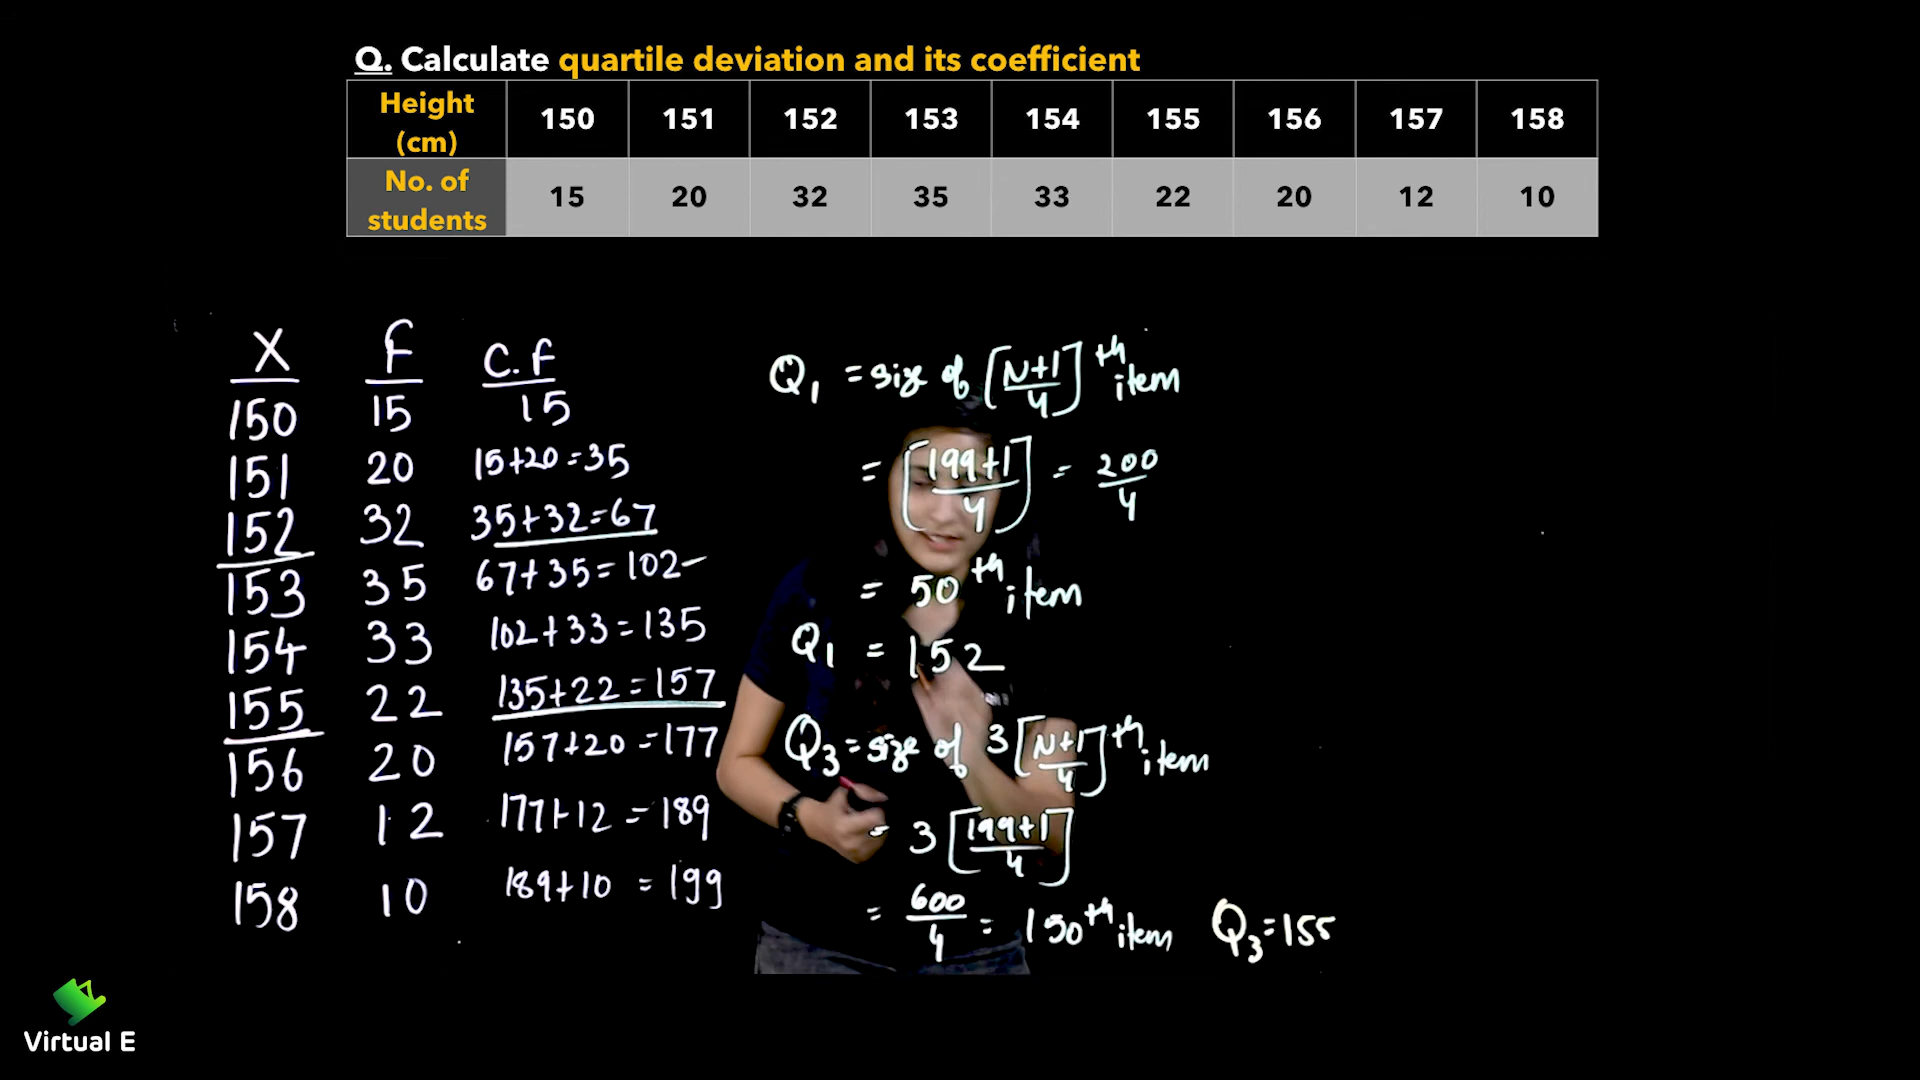 Q. Calculate quartile deviation and its coefficient
Height (cm) 150 151 152 153 154 155 156 157 158
No. of students 15 20 32 35 33 22 20 12 10
X F C.F
150 15 15
151 20 15+20=35
152 32 35+32=67
153 35 67+35=102
154 33 102+33=135
155 22 135+22=157
156 20 157+20=177
157 12 177+12=189
158 10 189+10=199
Q1 = size of [N+1/4]th item
= [199+1/4] = 200/4
= 50th item
Q1 = 152
Q3 = size of 3[N+1/4]th item
= 3[199+1/4]
= 600/4 = 150th item Q3=155
Virtual E